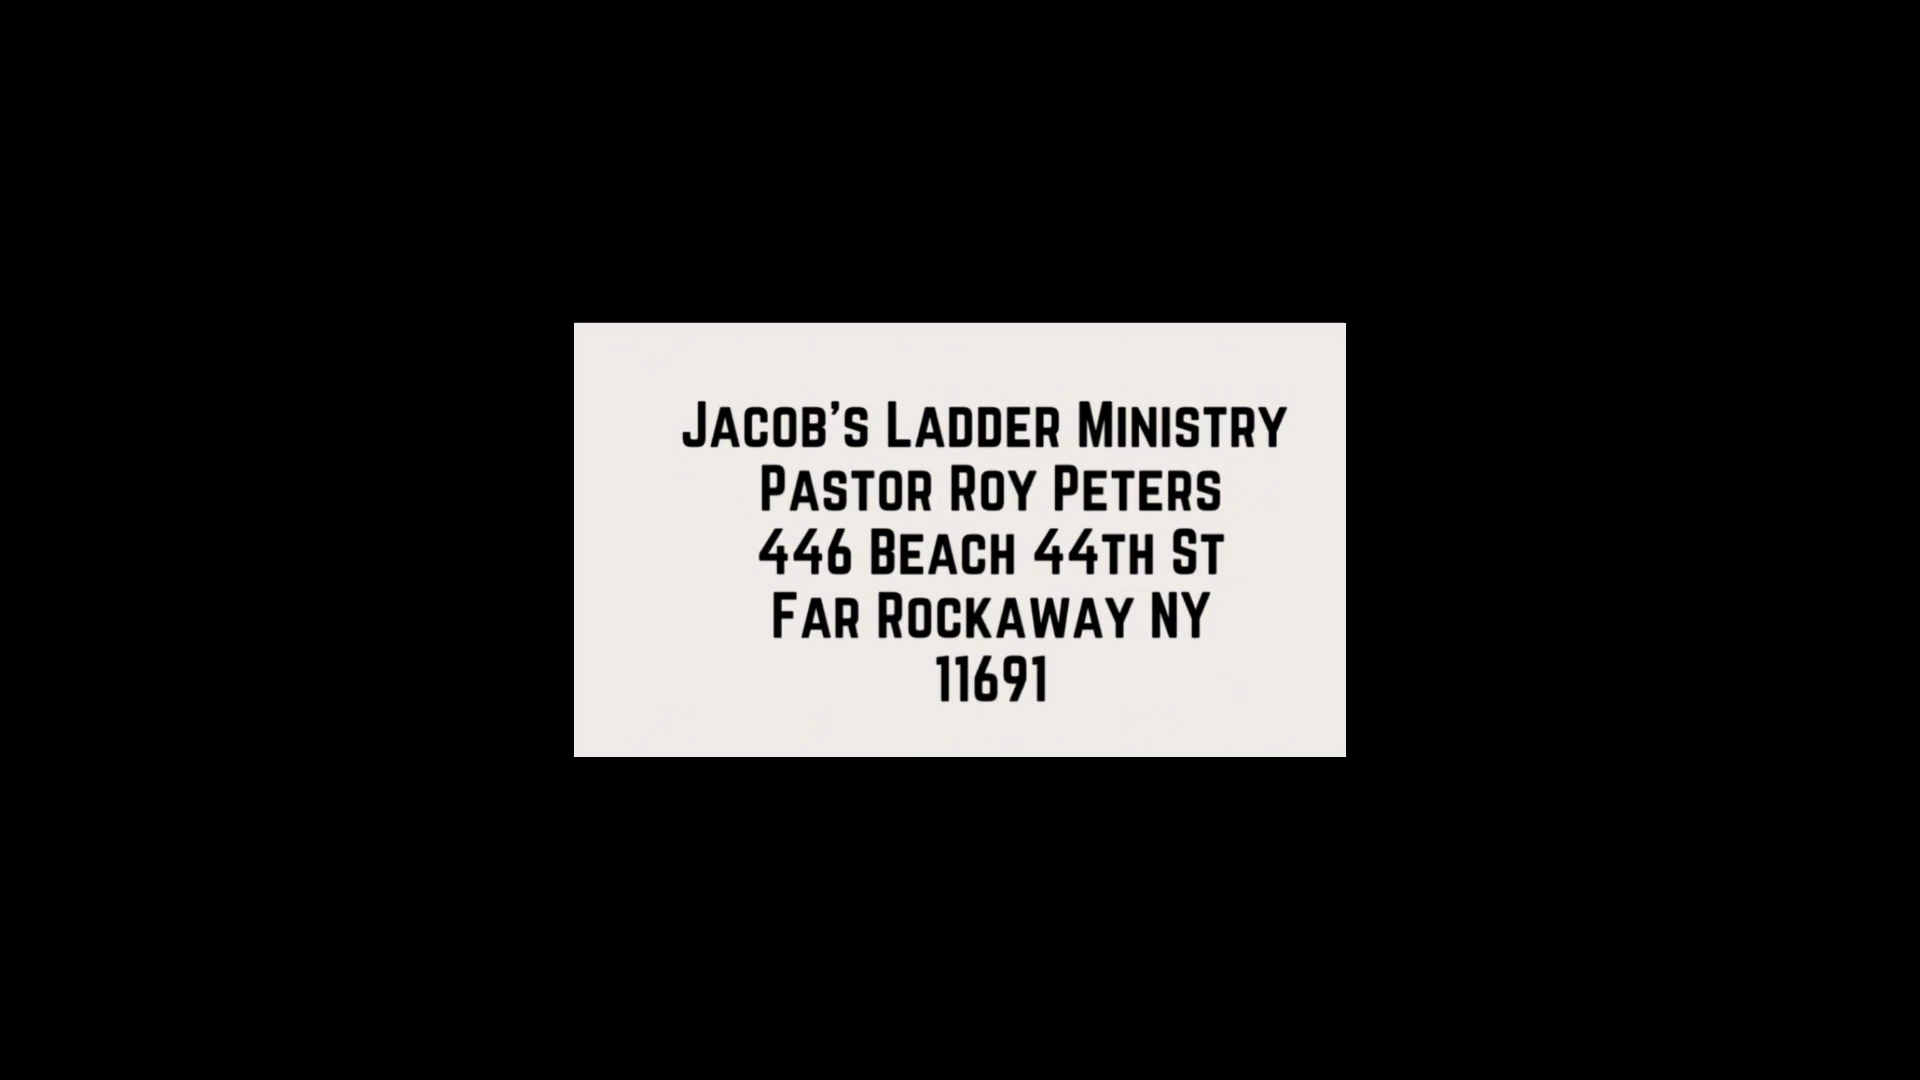 Jacob's Ladder Ministry
Pastor Roy Peters
446 Beach 44th St
Far Rockaway NY
11691